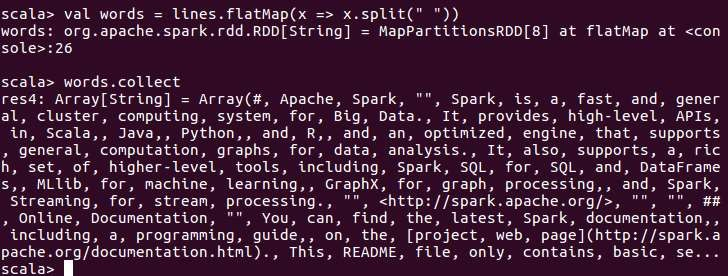 scala> val words = lines.flatMap(x => x.split(" "))
words: org.apache.spark.rdd.RDD[String] = MapPartitionsRDD[8] at flatMap at <con
sole>:26
scala> words.collect
res4: Array[String] = Array(#, Apache, Spark, "", Spark, is, a, fast, and, gener
al, cluster, computing, system, for, Big, Data., It, provides, high-level, APIs,
 in, Scala,, Java,, Python,, and, R,, and, an, optimized, engine, that, supports
, general, computation, graphs, for, data, analysis., It, also, supports, a, ric
h, set, of, higher-level, tools, including, Spark, SQL, for, SQL, and, DataFrame
s,, MLlib, for, machine, learning,, GraphX, for, graph, processing,, and, Spark,
 Streaming, for, stream, processing., "", <http://spark.apache.org/>, "", "", ##
, Online, Documentation, "", You, can, find, the, latest, Spark, documentation,,
 including, a, programming, guide,, on, the, [project, web, page](http://spark.a
pache.org/documentation.html)., This, README, file, only, contains, basic, se...
scala>